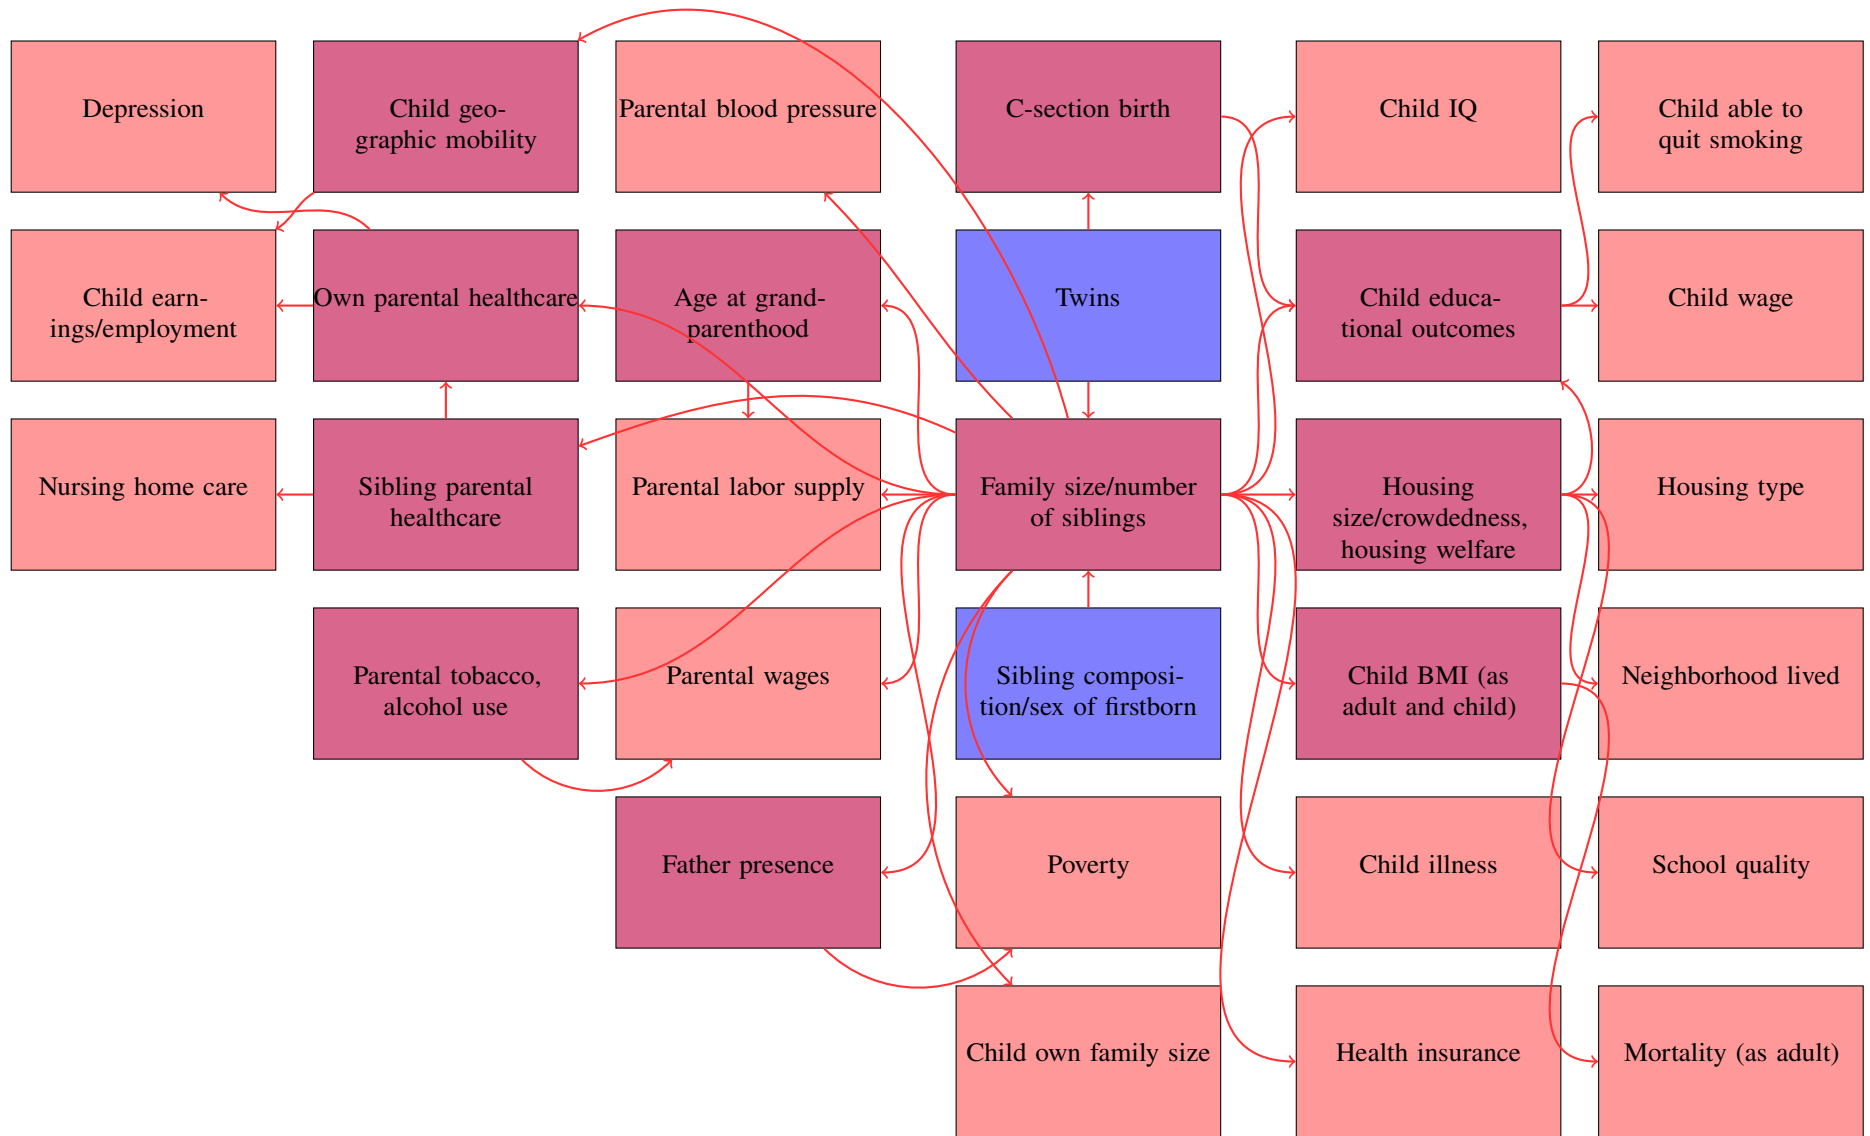 Depression
Child geo-
graphic mobility
Parental blood pressure
C-section birth
Child IQ
Child able to
quit smoking
Child earn-
ings/employment
Own parental healthcare
Age at grand-
parenthood
Twins
Child educa-
tional outcomes
Child wage
Nursing home care
Sibling parental
healthcare
Parental labor supply
Family size/number
of siblings
Housing
size/crowdedness,
housing welfare
Housing type
Parental tobacco,
alcohol use
Parental wages
Sibling composi-
tion/sex of firstborn
Child BMI (as
adult and child)
Neighborhood lived
Father presence
Poverty
Child illness
School quality
Child own family size
Health insurance
Mortality (as adult)